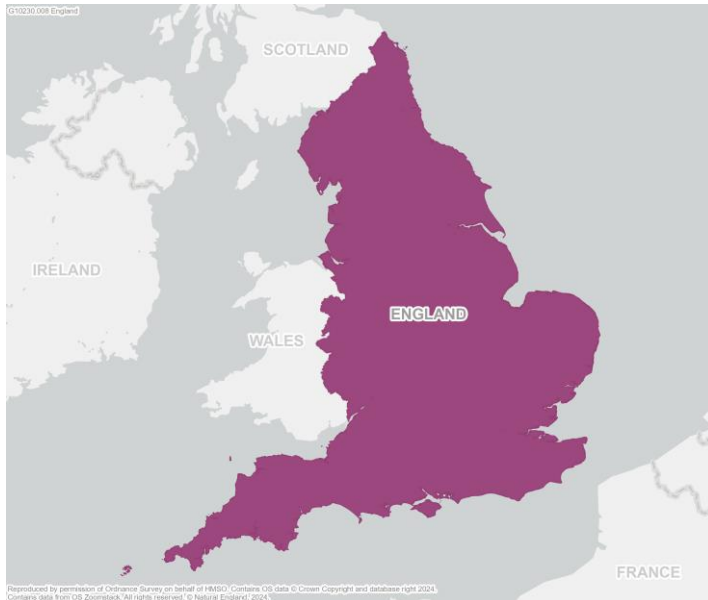 G10230.008 England
SCOTLAND
IRELAND
ENGLAND
WALES
FRANCE
Reproduced by permission of Ordnance Survey on behalf of HMSO. Contains OS data © Crown Copyright and database right 2024.
Contains data from OS Zoomstack. All rights reserved. © Natural England, 2024.